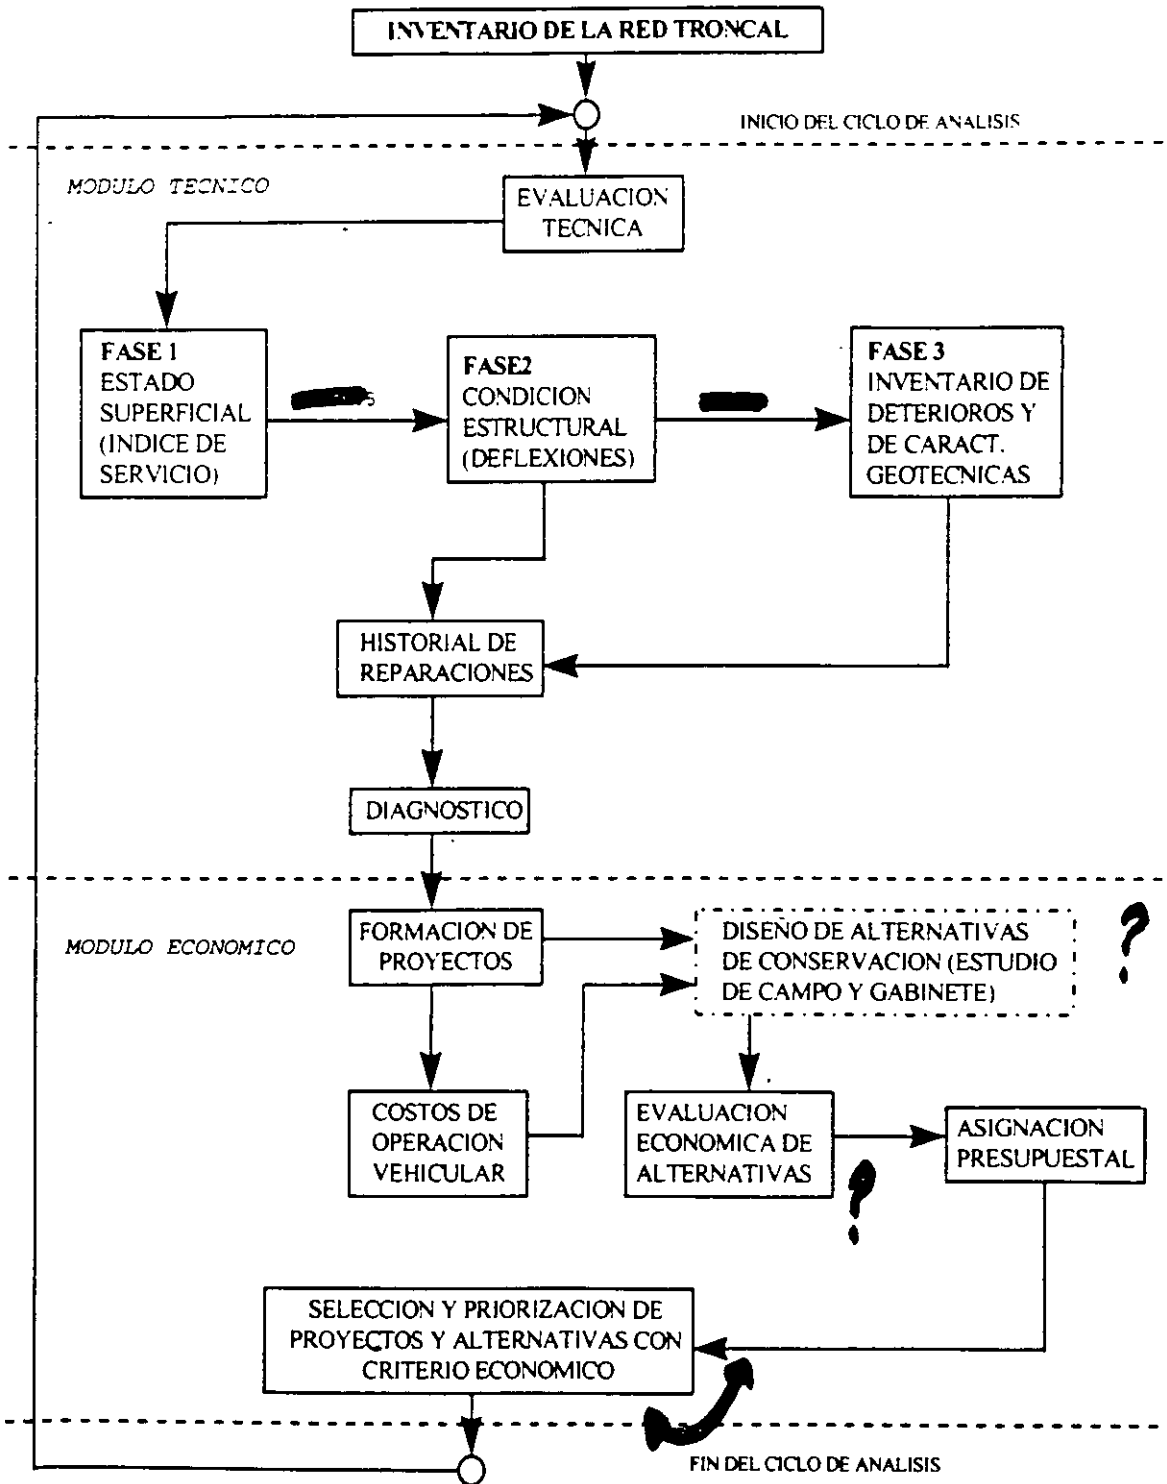 INVENTARIO DE LA RED TRONCAL
INICIO DEL CICLO DE ANALISIS
MODULO TECNICO
EVALUACION
TECNICA
FASE 1
ESTADO
SUPERFICIAL
(INDICE DE
SERVICIO)
FASE2
CONDICION
ESTRUCTURAL
(DEFLEXIONES)
FASE 3
INVENTARIO DE
DETERIOROS Y
DE CARACT.
GEOTECNICAS
HISTORIAL DE
REPARACIONES
DIAGNOSTICO
MODULO ECONOMICO
FORMACION DE
PROYECTOS
DISEÑO DE ALTERNATIVAS
DE CONSERVACION (ESTUDIO
DE CAMPO Y GABINETE)
?
COSTOS DE
OPERACION
VEHICULAR
EVALUACION
ECONOMICA DE
ALTERNATIVAS
?
ASIGNACION
PRESUPUESTAL
SELECCION Y PRIORIZACION DE
PROYECTOS Y ALTERNATIVAS CON
CRITERIO ECONOMICO
FIN DEL CICLO DE ANALISIS